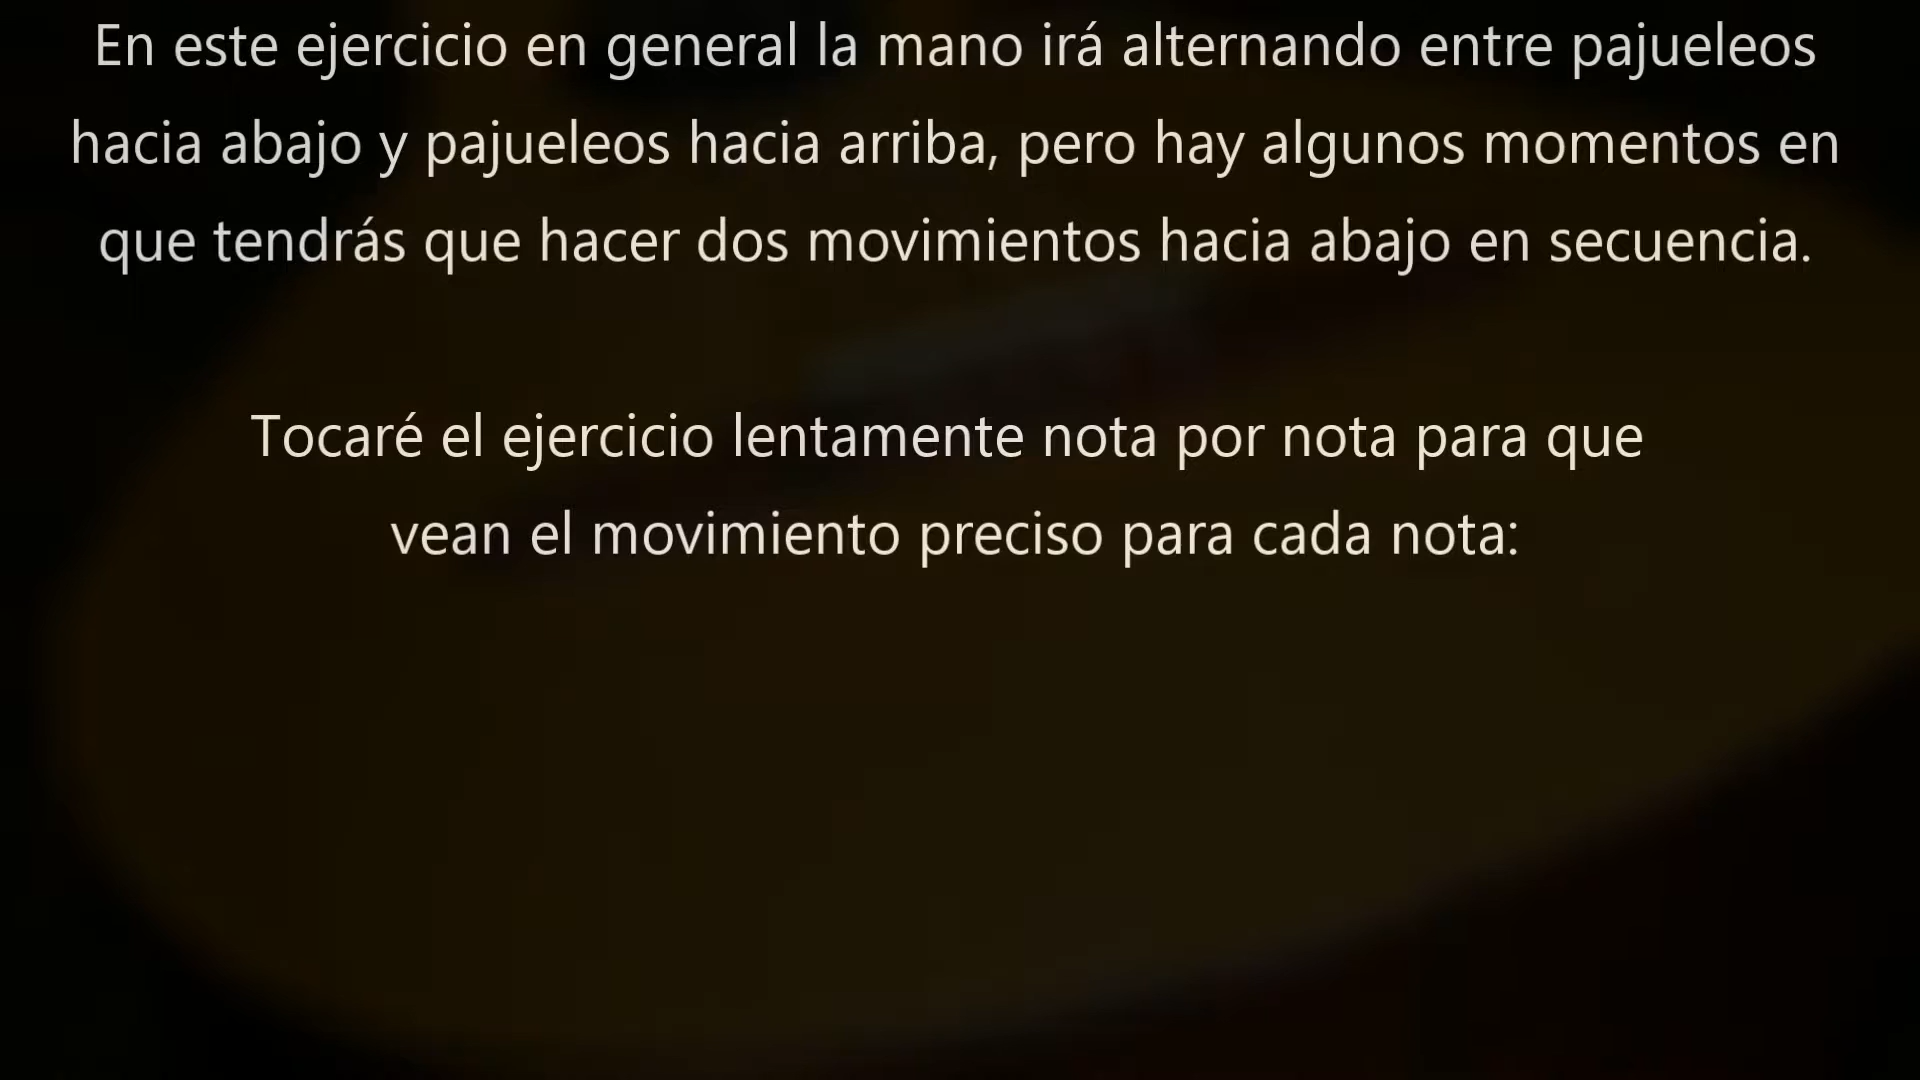 En este ejercicio en general la mano irá alternando entre pajueleos
hacia abajo y pajueleos hacia arriba, pero hay algunos momentos en
que tendrás que hacer dos movimientos hacia abajo en secuencia.
Tocaré el ejercicio lentamente nota por nota para que
vean el movimiento preciso para cada nota: